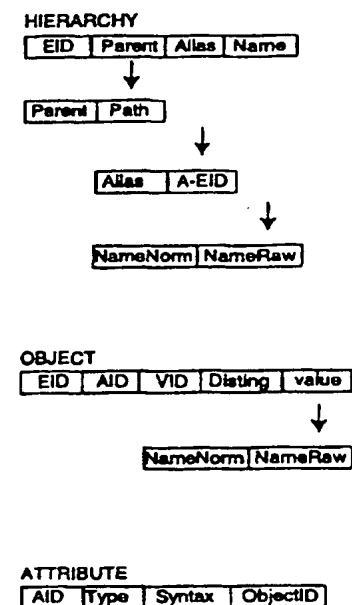 HIERARCHY
EID Parent Alias Name
Parent Path
Alias A-EID
NameNorm NameRaw
OBJECT
EID AID VID Disting value
NameNorm NameRaw
ATTRIBUTE
AID Type Syntax ObjectID